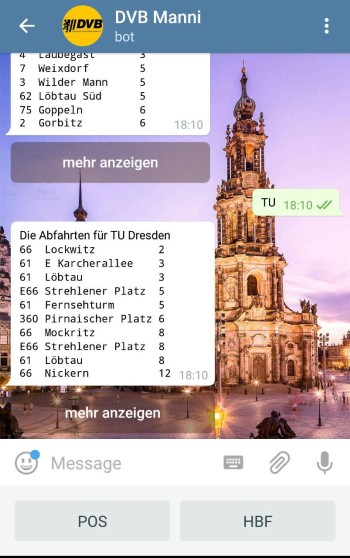 DVB Manni
bot
DVB
4 Laubegast 3
7 Weixdorf 5
3 Wilder Mann 5
62 Löbtau Süd 5
75 Goppeln 6
2 Gorbitz 6
18:10
mehr anzeigen
TU 18:10
Die Abfahrten für TU Dresden
66 Lockwitz 2
61 E Karcherallee 3
61 Löbtau 3
E66 Strehlener Platz 5
61 Fernsehturm 5
360 Pirnaischer Platz 6
66 Mockritz 8
E66 Strehlener Platz 8
61 Löbtau 8
66 Nickern 12
18:10
mehr anzeigen
Message
POS
HBF